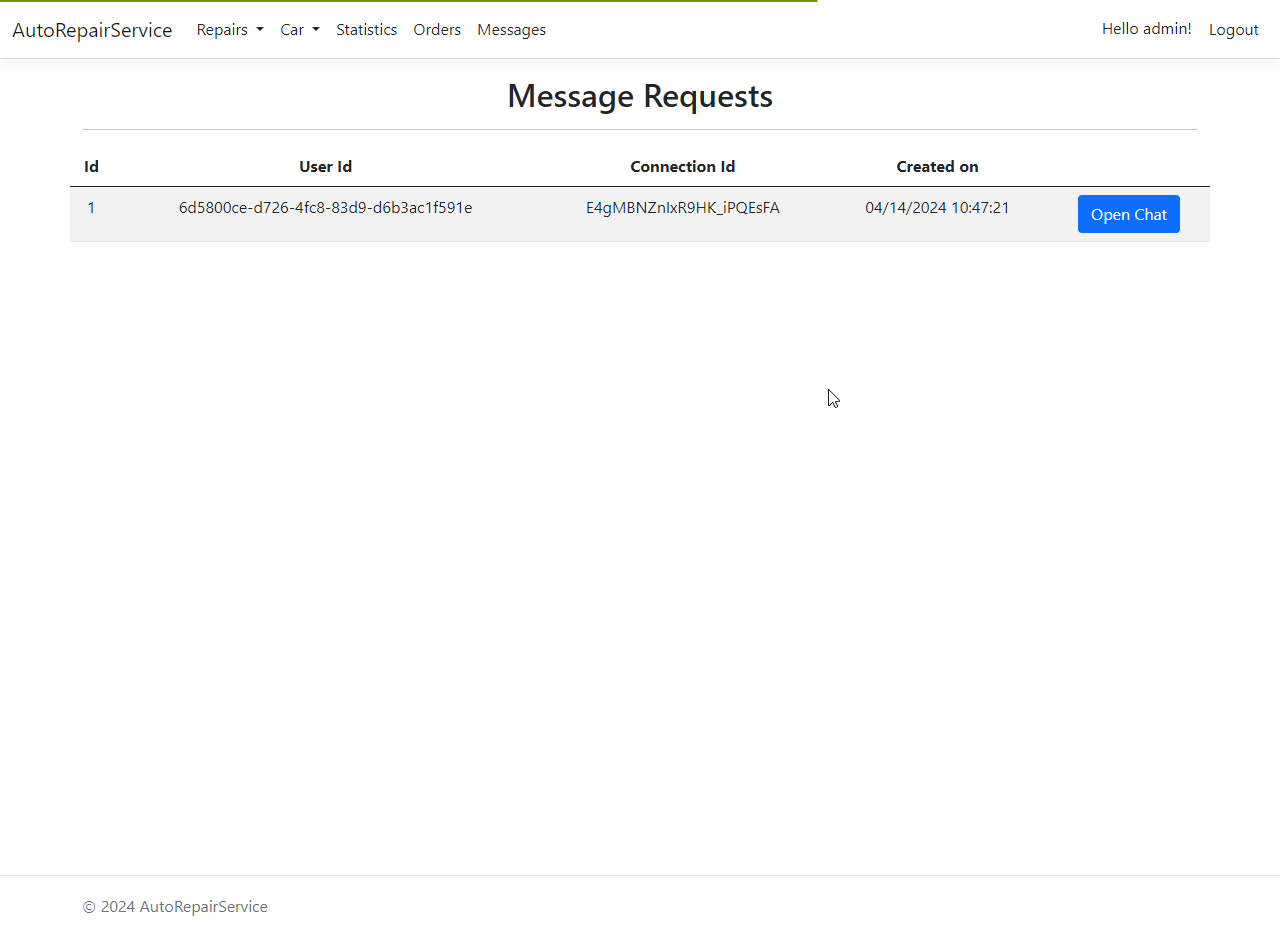 AutoRepairService Repairs Car Statistics Orders Messages Hello admin! Logout
Message Requests
Id User Id Connection Id Created on
1 6d5800ce-d726-4fc8-83d9-d6b3ac1f591e E4gMBNZnIxR9HK_iPQEsFA 04/14/2024 10:47:21 Open Chat
© 2024 AutoRepairService